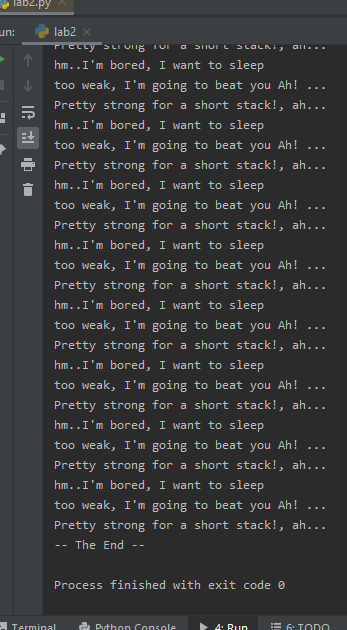 lab2.py
un: lab2
Pretty strong for a short stack!, ah...
hm..I'm bored, I want to sleep
too weak, I'm going to beat you Ah! ...
Pretty strong for a short stack!, ah...
hm..I'm bored, I want to sleep
too weak, I'm going to beat you Ah! ...
Pretty strong for a short stack!, ah...
hm..I'm bored, I want to sleep
too weak, I'm going to beat you Ah! ...
Pretty strong for a short stack!, ah...
hm..I'm bored, I want to sleep
too weak, I'm going to beat you Ah! ...
Pretty strong for a short stack!, ah...
hm..I'm bored, I want to sleep
too weak, I'm going to beat you Ah! ...
Pretty strong for a short stack!, ah...
hm..I'm bored, I want to sleep
too weak, I'm going to beat you Ah! ...
Pretty strong for a short stack!, ah...
hm..I'm bored, I want to sleep
too weak, I'm going to beat you Ah! ...
Pretty strong for a short stack!, ah...
hm..I'm bored, I want to sleep
too weak, I'm going to beat you Ah! ...
Pretty strong for a short stack!, ah...
-- The End --
Process finished with exit code 0
Terminal Python Console 4: Run 6: TODO